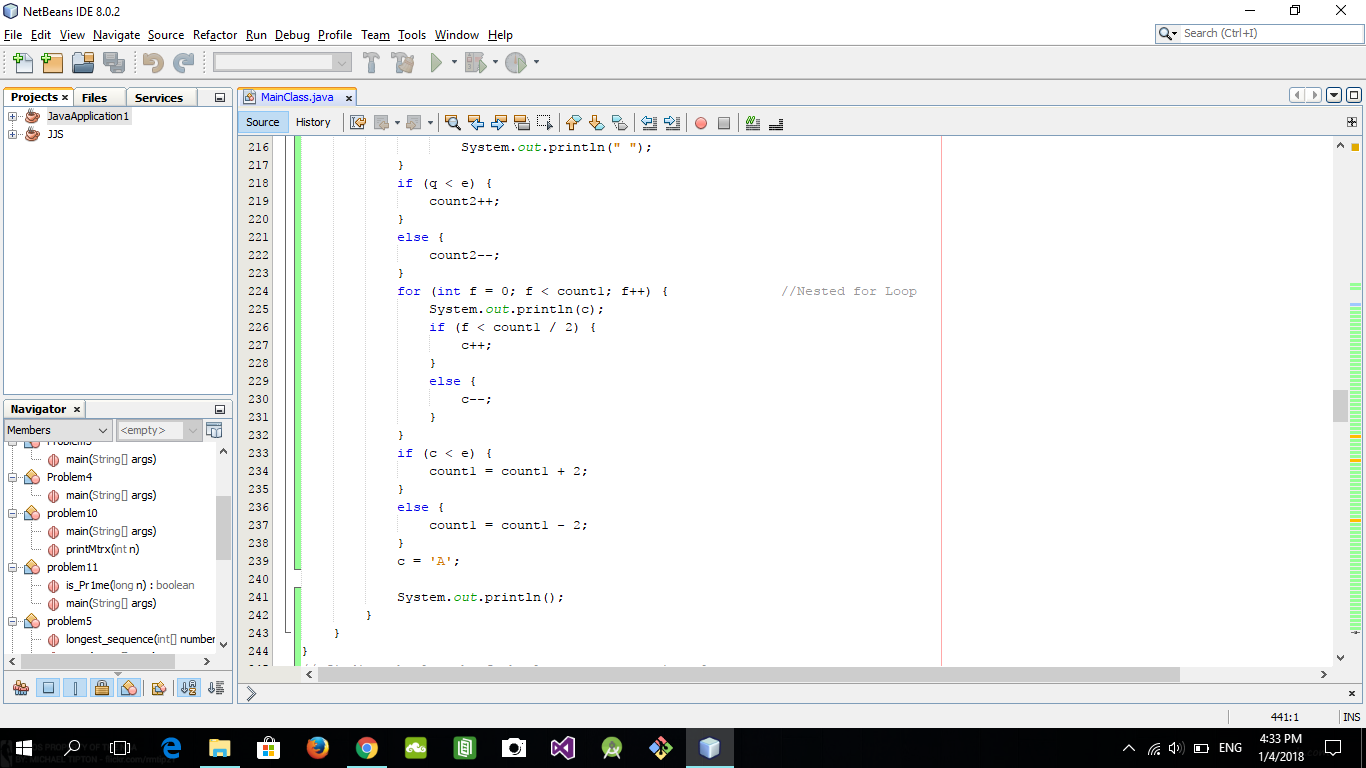 NetBeans IDE 8.0.2
File Edit View Navigate Source Refactor Run Debug Profile Team Tools Window Help
Search (Ctrl+I)
Projects × Files Services
JavaApplication1
JJS
MainClass.java ×
Source History
216 System.out.println(" ");
217 }
218 if (q < e) {
219 count2++;
220 }
221 else {
222 count2--;
223 }
224 for (int f = 0; f < count1; f++) { //Nested for Loop
225 System.out.println(c);
226 if (f < count1 / 2) {
227 c++;
228 }
229 else {
230 c--;
231 }
232 }
233 if (c < e) {
234 count1 = count1 + 2;
235 }
236 else {
237 count1 = count1 - 2;
238 }
239 c = 'A';
240
241 System.out.println();
242 }
243 }
244 }
Navigator ×
Members <empty>
main(String[] args)
Problem4
main(String[] args)
problem10
main(String[] args)
printMtrx(int n)
problem11
is_Pr1me(long n) : boolean
main(String[] args)
problem5
longest_sequence(int[] number
441:1 INS
ENG
4:33 PM
1/4/2018